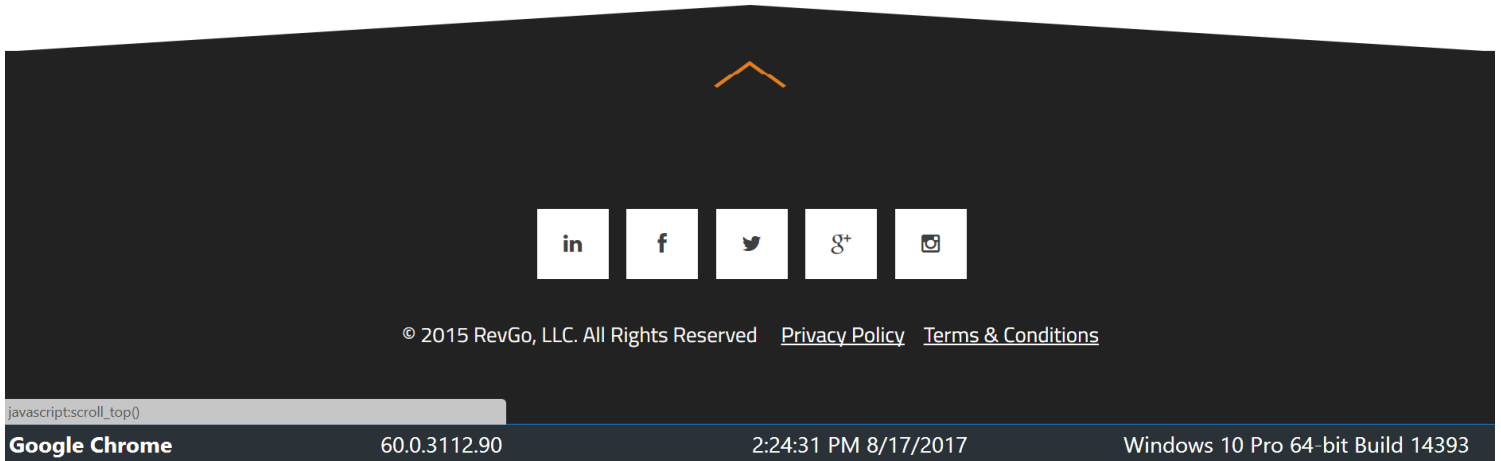 in f g+
© 2015 RevGo, LLC. All Rights Reserved Privacy Policy Terms & Conditions
javascript:scroll_top()
Google Chrome 60.0.3112.90 2:24:31 PM 8/17/2017 Windows 10 Pro 64-bit Build 14393